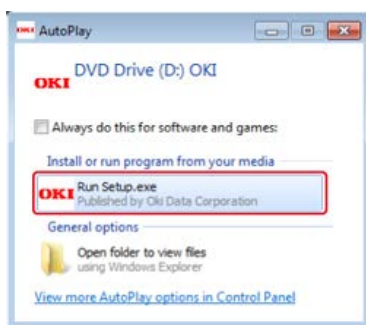 OKI AutoPlay
OKI DVD Drive (D:) OKI
Always do this for software and games:
Install or run program from your media
OKI Run Setup.exe
Published by Oki Data Corporation
General options
Open folder to view files
using Windows Explorer
View more AutoPlay options in Control Panel